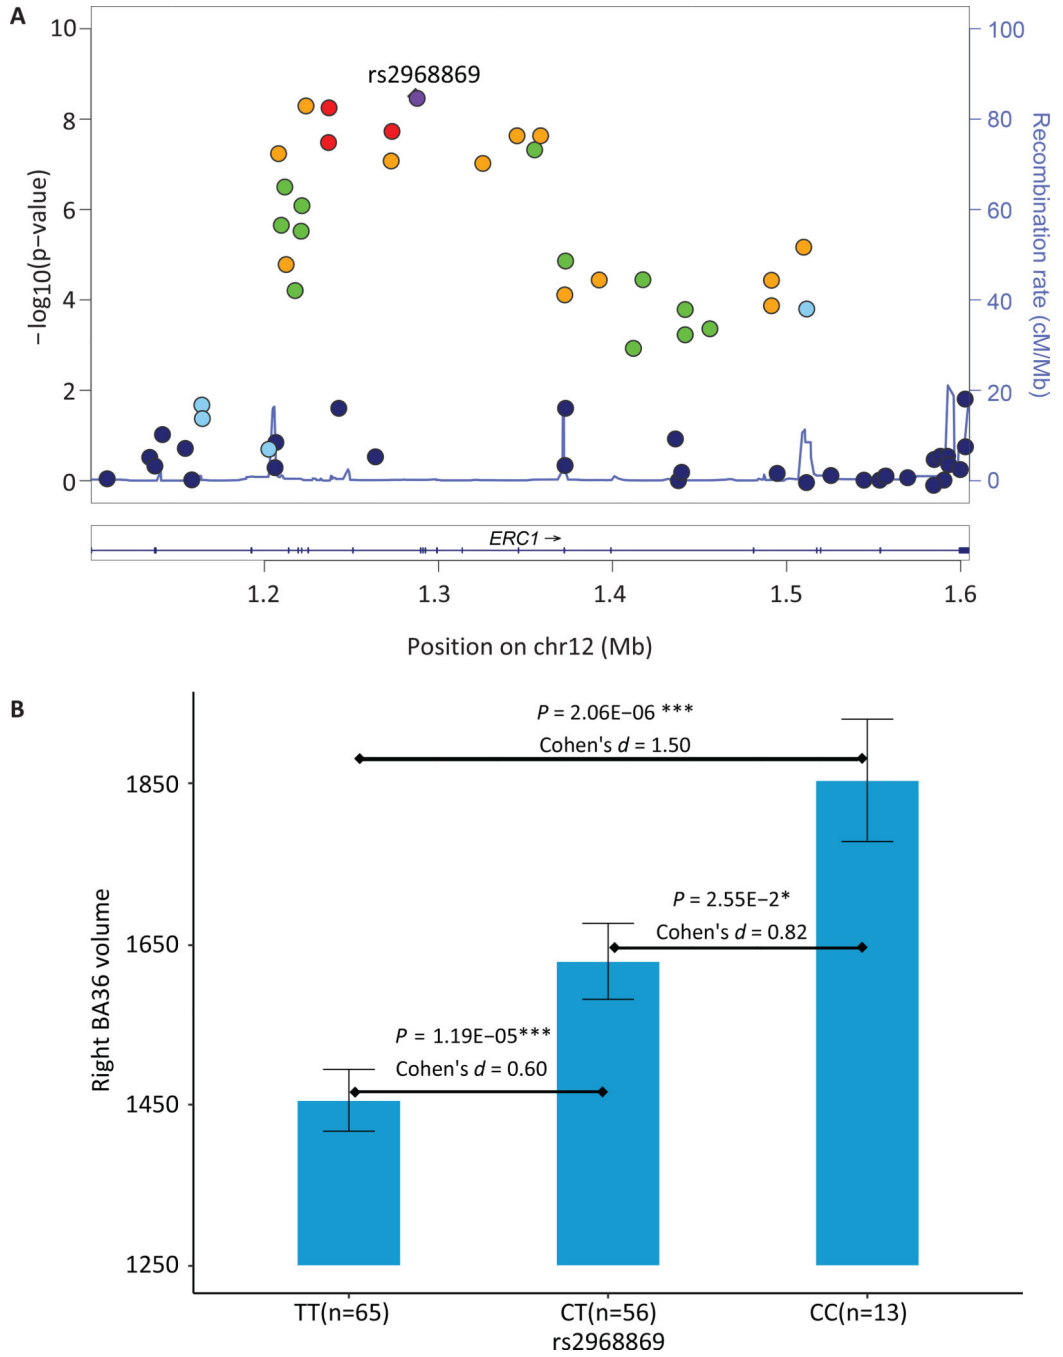 A
rs2968869
10
8
6
4
2
0
−log10(p−value)
100
80
60
40
20
0
Recombination rate (cM/Mb)
ERC1 →
1.2 1.3 1.4 1.5 1.6
Position on chr12 (Mb)
B
P = 2.06E−06 ***
Cohen's d = 1.50
P = 2.55E−2*
Cohen's d = 0.82
P = 1.19E−05***
Cohen's d = 0.60
1850
1650
1450
1250
Right BA36 volume
TT(n=65) CT(n=56) CC(n=13)
rs2968869